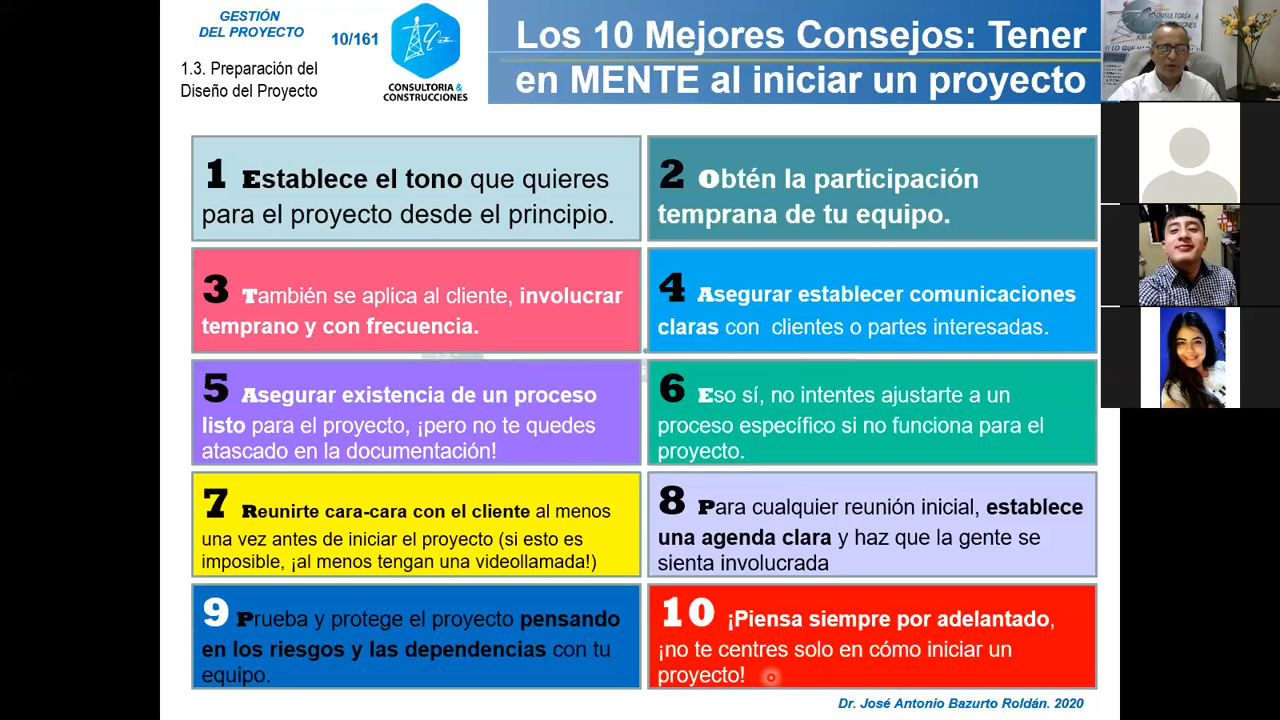 GESTIÓN
DEL PROYECTO
10/161
1.3. Preparación del
Diseño del Proyecto
CONSULTORIA &
CONSTRUCCIONES
Los 10 Mejores Consejos: Tener
en MENTE al iniciar un proyecto
1 Establece el tono que quieres
para el proyecto desde el principio.
2 Obtén la participación
temprana de tu equipo.
3 También se aplica al cliente, involucrar
temprano y con frecuencia.
4 Asegurar establecer comunicaciones
claras con clientes o partes interesadas.
5 Asegurar existencia de un proceso
listo para el proyecto, ¡pero no te quedes
atascado en la documentación!
6 Eso sí, no intentes ajustarte a un
proceso específico si no funciona para el
proyecto.
7 Reunirte cara-cara con el cliente al menos
una vez antes de iniciar el proyecto (si esto es
imposible, ¡al menos tengan una videollamada!)
8 Para cualquier reunión inicial, establece
una agenda clara y haz que la gente se
sienta involucrada
9 Prueba y protege el proyecto pensando
en los riesgos y las dependencias con tu
equipo.
10 ¡Piensa siempre por adelantado,
¡no te centres solo en cómo iniciar un
proyecto!
Dr. José Antonio Bazurto Roldán. 2020